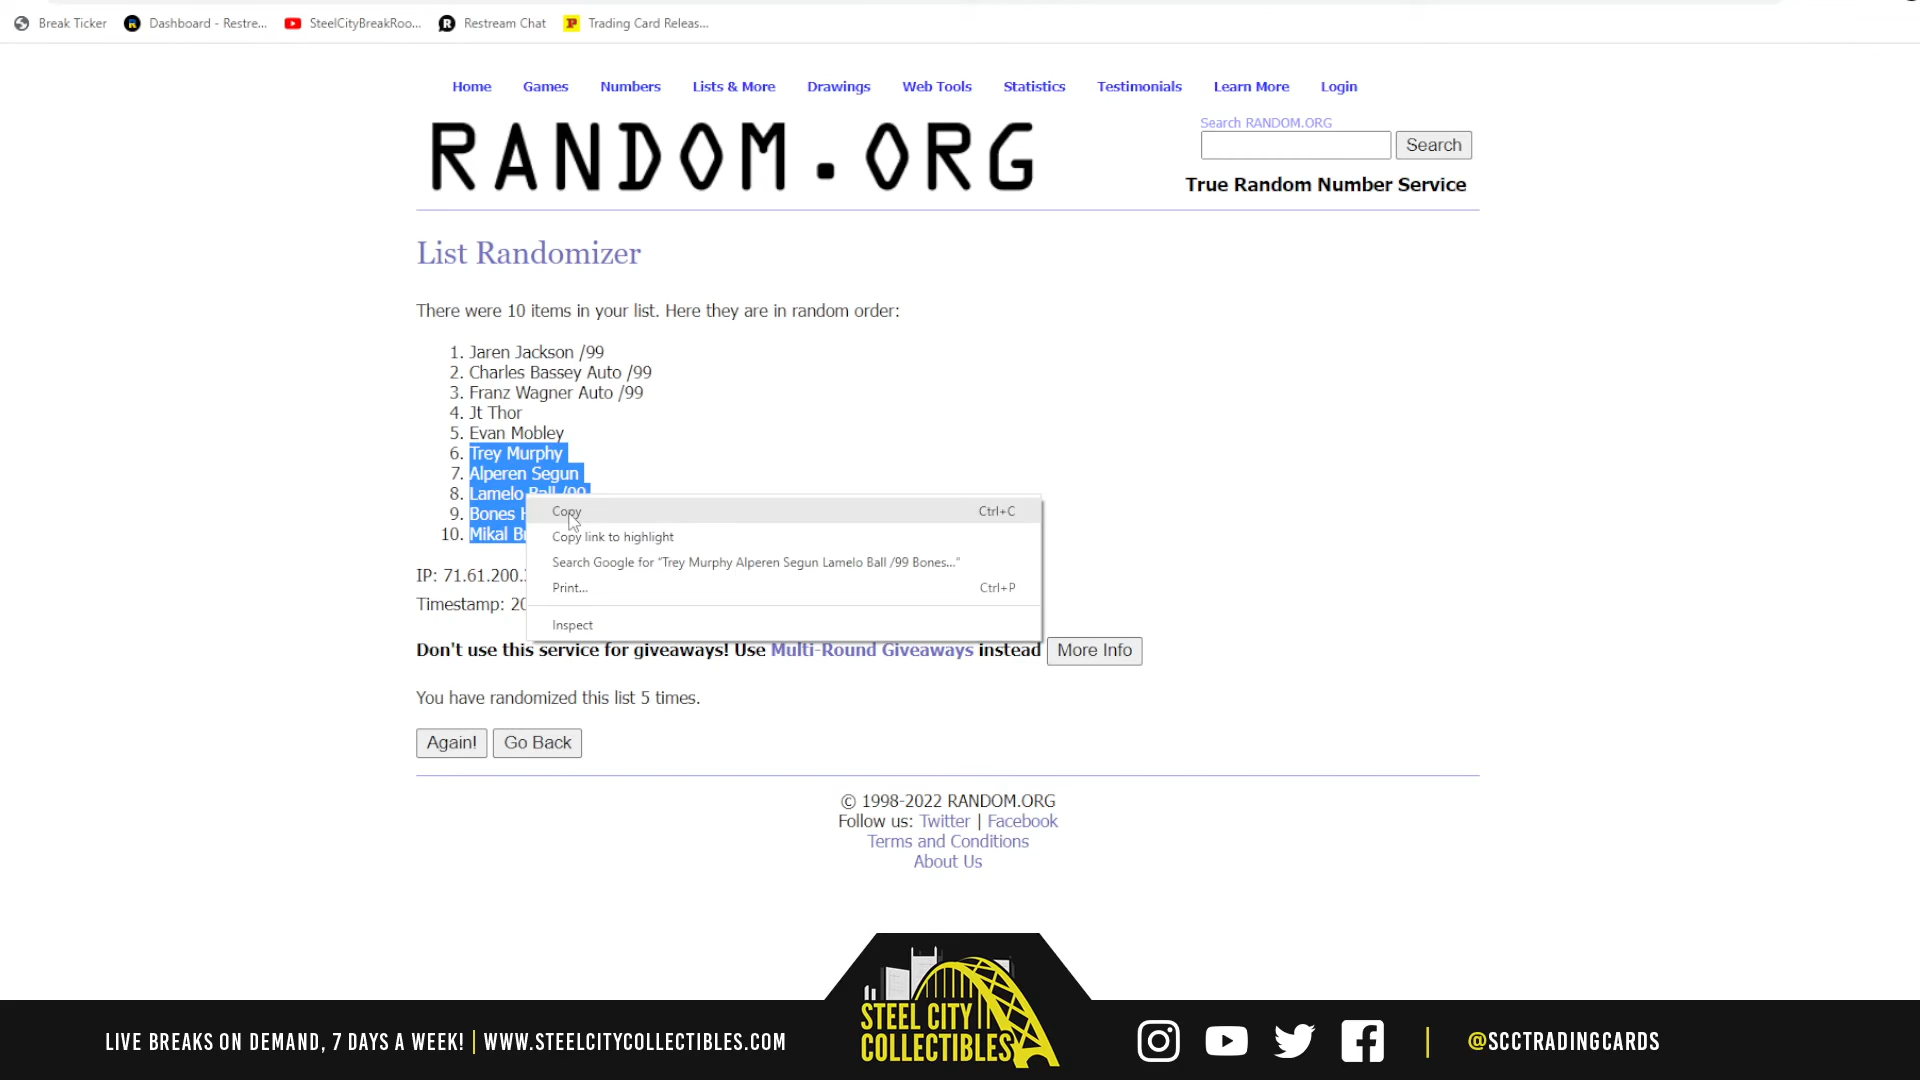 Break Ticker
Dashboard - Restre...
SteelCityBreakRoo...
Restream Chat
Trading Card Releas...
Home Games Numbers Lists & More Drawings Web Tools Statistics Testimonials Learn More Login
RANDOM.ORG
Search RANDOM.ORG
Search
True Random Number Service
List Randomizer
There were 10 items in your list. Here they are in random order:
1. Jaren Jackson /99
2. Charles Bassey Auto /99
3. Franz Wagner Auto /99
4. Jt Thor
5. Evan Mobley
6. Trey Murphy
7. Alperen Segun
8. Lamelo Ball /99
9. Bones
10. Mikal
Copy Ctrl+C
Copy link to highlight
Search Google for "Trey Murphy Alperen Segun Lamelo Ball /99 Bones..."
Print... Ctrl+P
Inspect
IP: 71.61.200.
Timestamp: 20
Don't use this service for giveaways! Use Multi-Round Giveaways instead More Info
You have randomized this list 5 times.
Again! Go Back
© 1998-2022 RANDOM.ORG
Follow us: Twitter | Facebook
Terms and Conditions
About Us
LIVE BREAKS ON DEMAND, 7 DAYS A WEEK! | WWW.STEELCITYCOLLECTIBLES.COM
STEEL CITY
COLLECTIBLES
| @SCCTRADINGCARDS